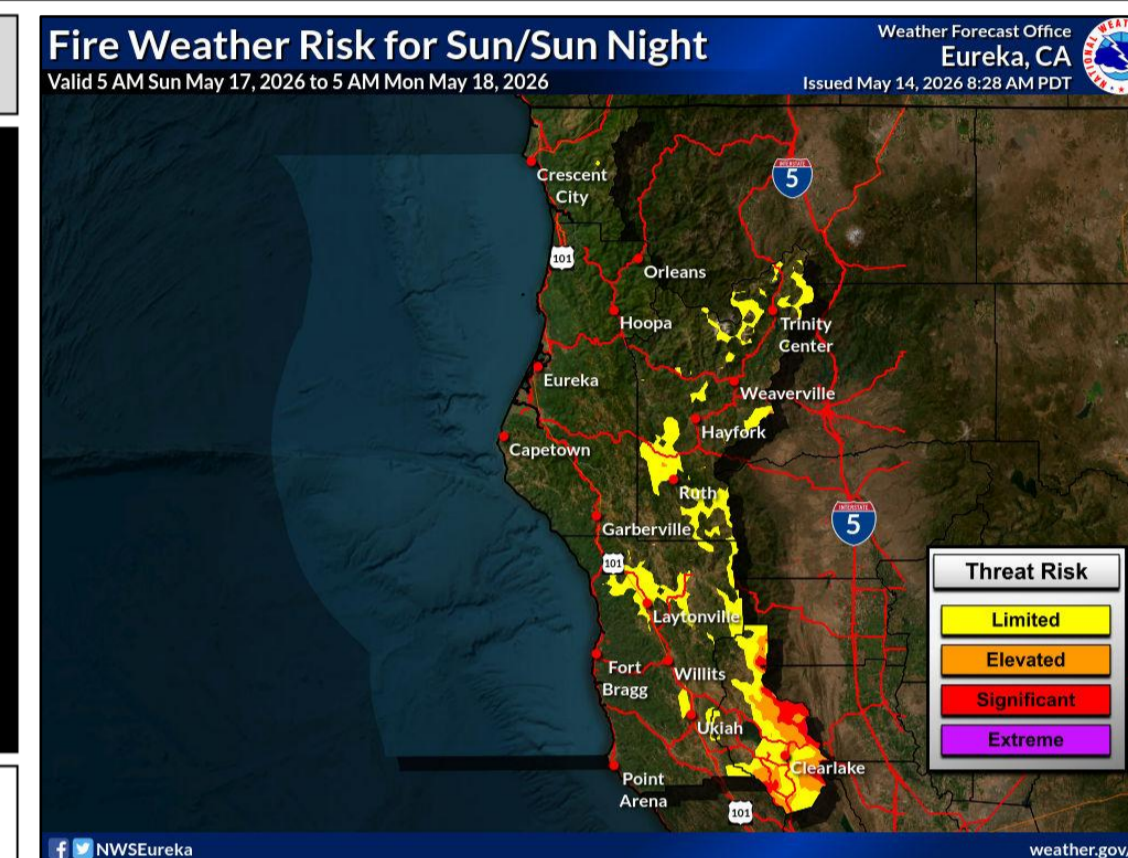 Fire Weather Risk for Sun/Sun Night
Valid 5 AM Sun May 17, 2026 to 5 AM Mon May 18, 2026
Weather Forecast Office
Eureka, CA
Issued May 14, 2026 8:28 AM PDT
Crescent
City
INTERSTATE
5
101
Orleans
Hoopa
Trinity
Center
Eureka
Weaverville
Hayfork
Capetown
Ruth
Garberville
INTERSTATE
5
101
Laytonville
Fort
Bragg
Willits
Ukiah
Clearlake
Point
Arena
101
Threat Risk
Limited
Elevated
Significant
Extreme
NWSEureka
weather.gov/